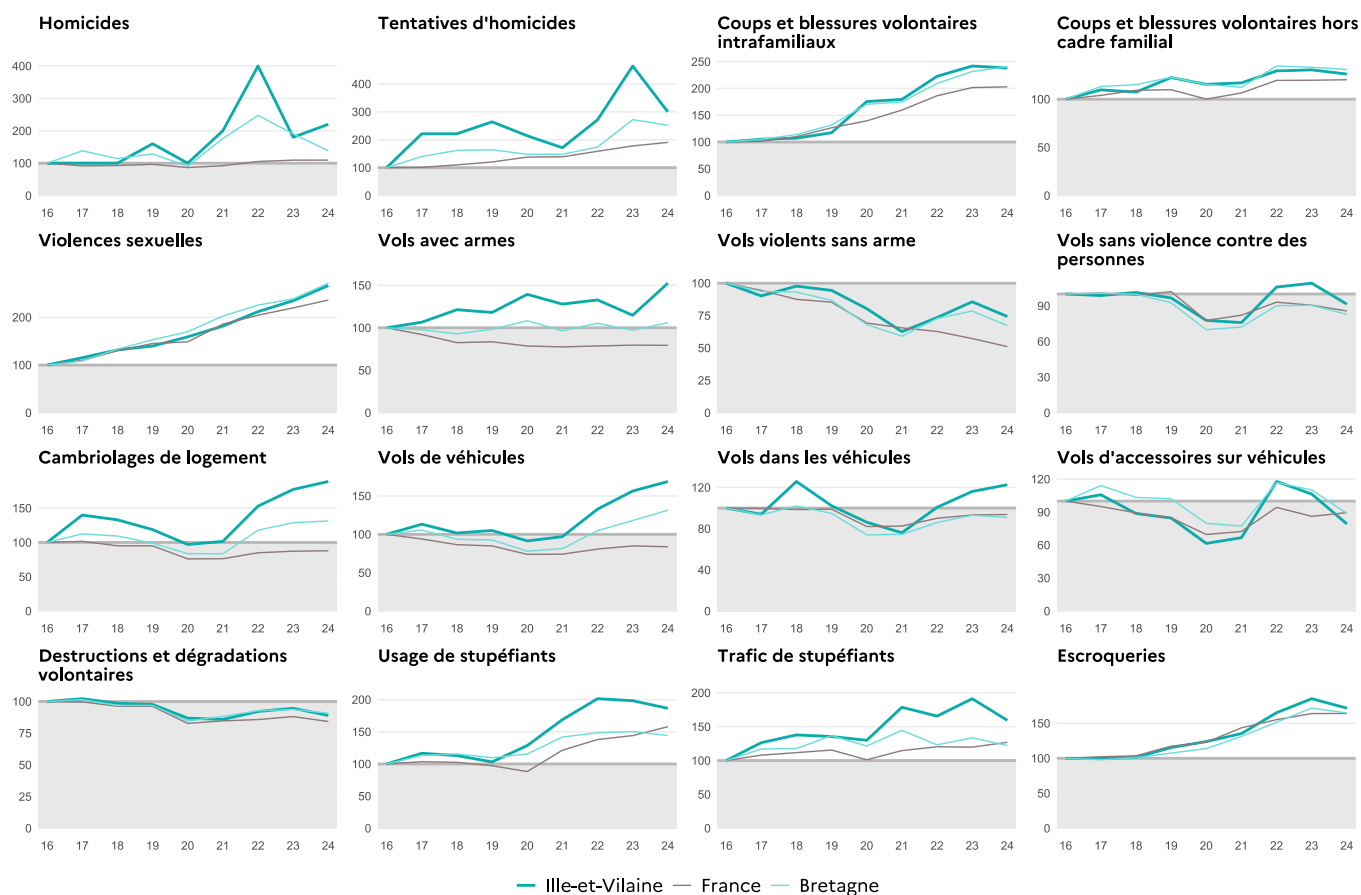 Homicides
400
300
200
100
0
16 17 18 19 20 21 22 23 24
Tentatives d'homicides
400
300
200
100
0
16 17 18 19 20 21 22 23 24
Coups et blessures volontaires
intrafamiliaux
250
200
150
100
50
0
16 17 18 19 20 21 22 23 24
Coups et blessures volontaires hors
cadre familial
100
50
0
16 17 18 19 20 21 22 23 24
Violences sexuelles
200
100
0
16 17 18 19 20 21 22 23 24
Vols avec armes
150
100
50
0
16 17 18 19 20 21 22 23 24
Vols violents sans arme
100
75
50
25
0
16 17 18 19 20 21 22 23 24
Vols sans violence contre des
personnes
90
60
30
0
16 17 18 19 20 21 22 23 24
Cambriolages de logement
150
100
50
0
16 17 18 19 20 21 22 23 24
Vols de véhicules
150
100
50
0
16 17 18 19 20 21 22 23 24
Vols dans les véhicules
120
80
40
0
16 17 18 19 20 21 22 23 24
Vols d'accessoires sur véhicules
120
90
60
30
0
16 17 18 19 20 21 22 23 24
Destructions et dégradations
volontaires
100
75
50
25
0
16 17 18 19 20 21 22 23 24
Usage de stupéfiants
200
150
100
50
0
16 17 18 19 20 21 22 23 24
Trafic de stupéfiants
200
150
100
50
0
16 17 18 19 20 21 22 23 24
Escroqueries
150
100
50
0
16 17 18 19 20 21 22 23 24
Ille-et-Vilaine France Bretagne